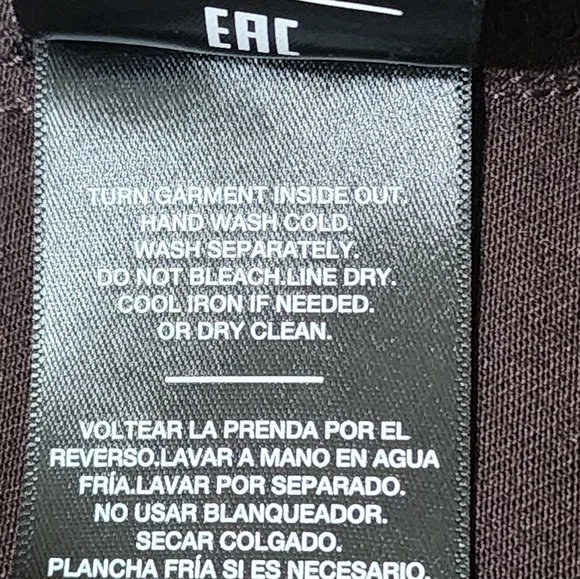 EAC
TURN GARMENT INSIDE OUT.
HAND WASH COLD.
WASH SEPARATELY.
DO NOT BLEACH.LINE DRY.
COOL IRON IF NEEDED.
OR DRY CLEAN.
VOLTEAR LA PRENDA POR EL
REVERSO.LAVAR A MANO EN AGUA
FRÍA.LAVAR POR SEPARADO.
NO USAR BLANQUEADOR.
SECAR COLGADO.
PLANCHA FRÍA SI ES NECESARIO.